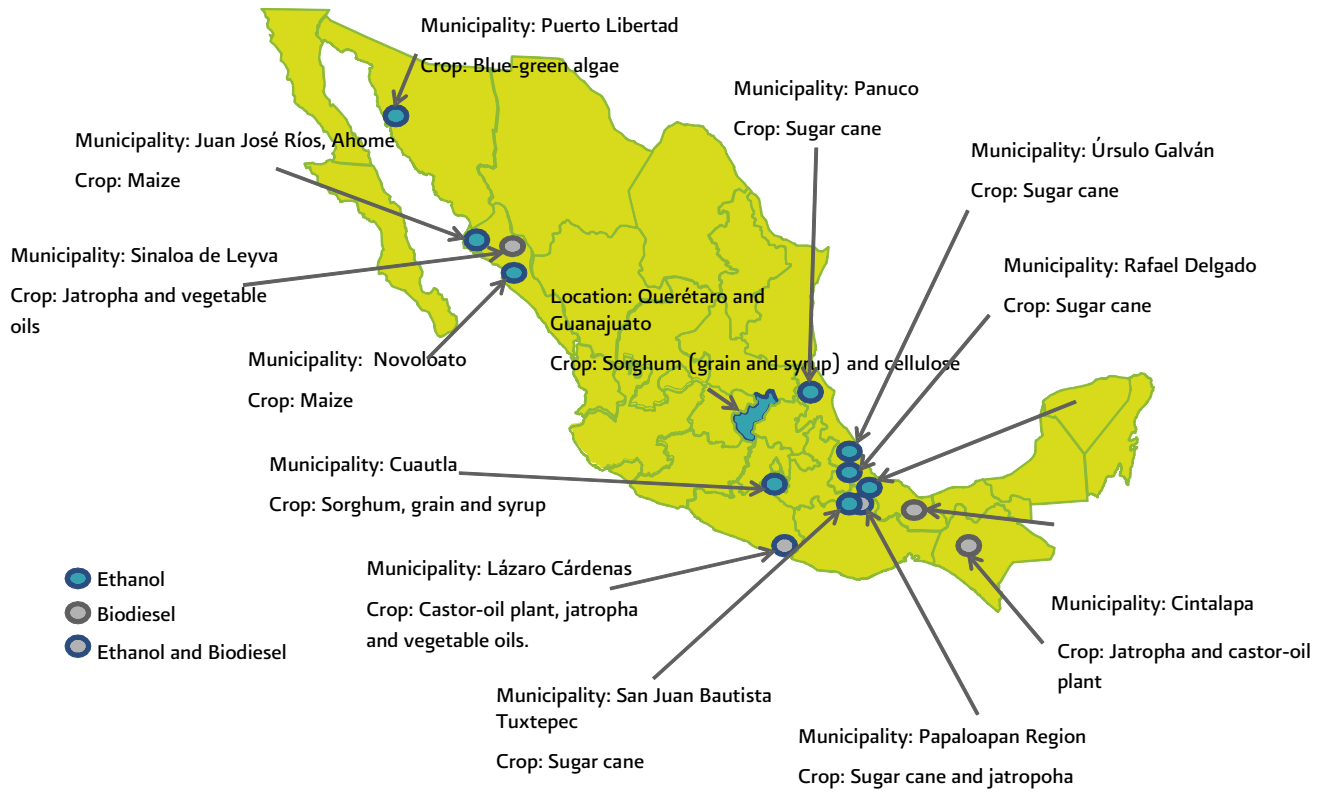 Municipality: Puerto Libertad
Crop: Blue-green algae
Municipality: Panuco
Crop: Sugar cane
Municipality: Juan José Ríos, Ahome
Crop: Maize
Municipality: Úrsulo Galván
Crop: Sugar cane
Municipality: Sinaloa de Leyva
Crop: Jatropha and vegetable
oils
Municipality: Rafael Delgado
Crop: Sugar cane
Location: Querétaro and
Guanajuato
Crop: Sorghum (grain and syrup) and cellulose
Municipality:  Novoloato
Crop: Maize
Municipality: Cuautla
Crop: Sorghum, grain and syrup
Municipality: Lázaro Cárdenas
Crop: Castor-oil plant, jatropha
and vegetable oils.
Ethanol
Biodiesel
Ethanol and Biodiesel
Municipality: Cintalapa
Crop: Jatropha and castor-oil
plant
Municipality: San Juan Bautista
Tuxtepec
Crop: Sugar cane
Municipality: Papaloapan Region
Crop: Sugar cane and jatropoha